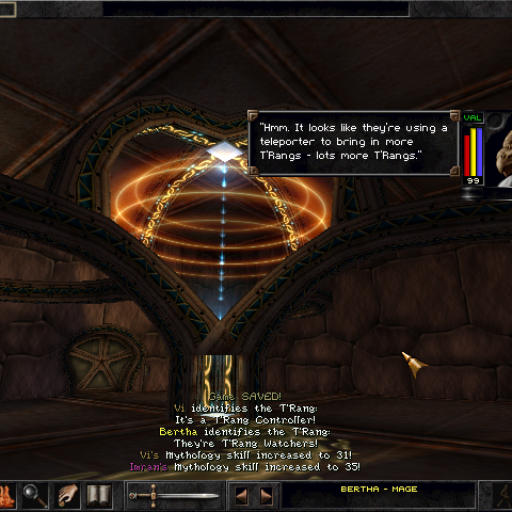 "Hmm. It looks like they're using a
teleporter to bring in more
T'Rangs - lots more T'Rangs."
VAL
99
Game SAVED!
Vi identifies the T'Rang:
It's a T'Rang Controller!
Bertha identifies the T'Rang:
They're T'Rang Watchers!
Vi's Mythology skill increased to 31!
Imran's Mythology skill increased to 35!
BERTHA - MAGE